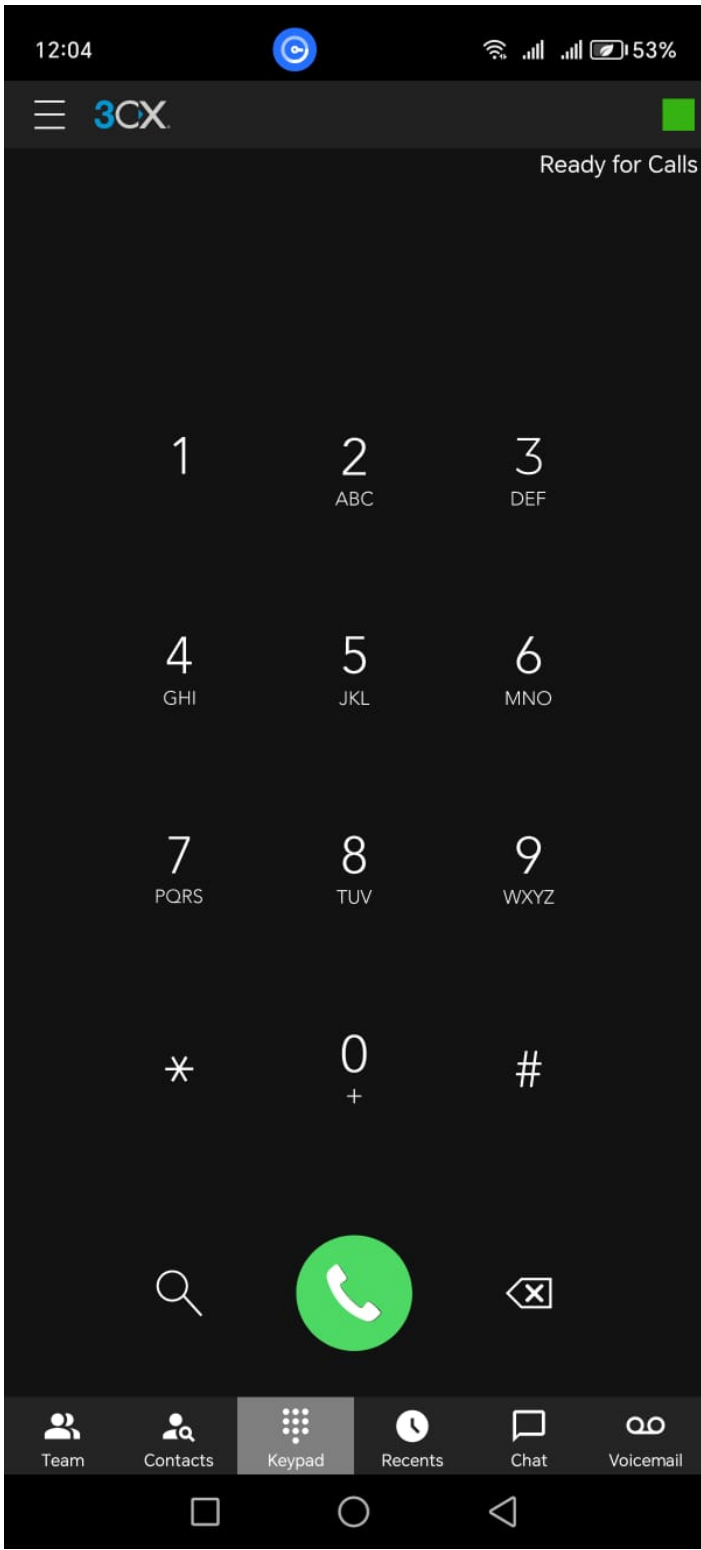 12:04 53%
3CX
Ready for Calls
1 2 3
ABC DEF
4 5 6
GHI JKL MNO
7 8 9
PQRS TUV WXYZ
* 0 #
+
Team Contacts Keypad Recents Chat Voicemail